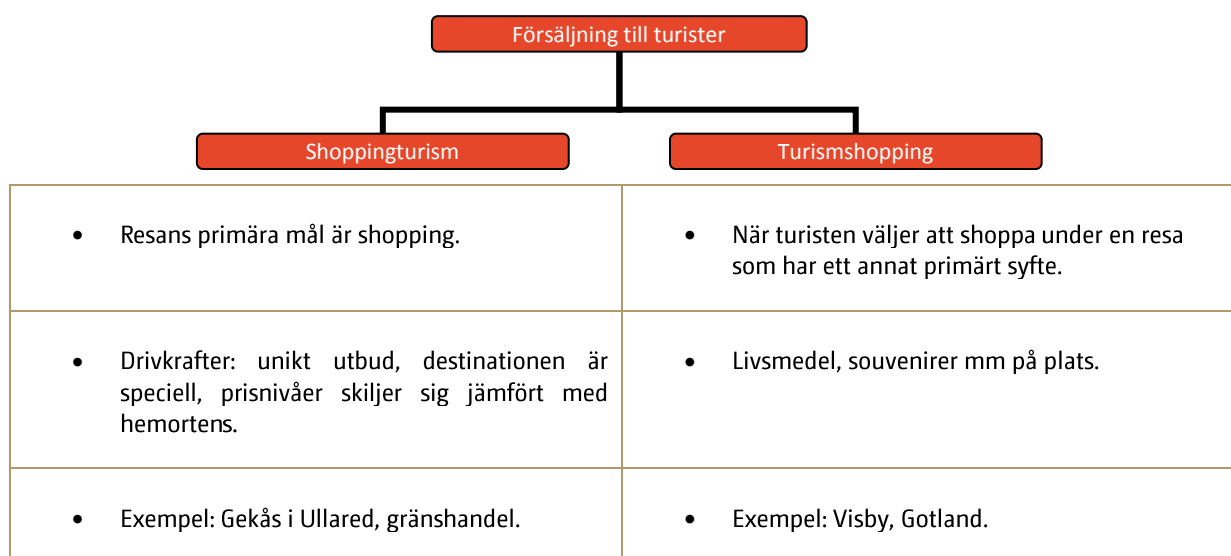 Försäljning till turister
Shoppingturism
Turismshopping
• Resans primära mål är shopping.
• När turisten väljer att shoppa under en resa
som har ett annat primärt syfte.
• Drivkrafter: unikt utbud, destinationen är
speciell, prisnivåer skiljer sig jämfört med
hemortens.
• Livsmedel, souvenirer mm på plats.
• Exempel: Gekås i Ullared, gränshandel.
• Exempel: Visby, Gotland.